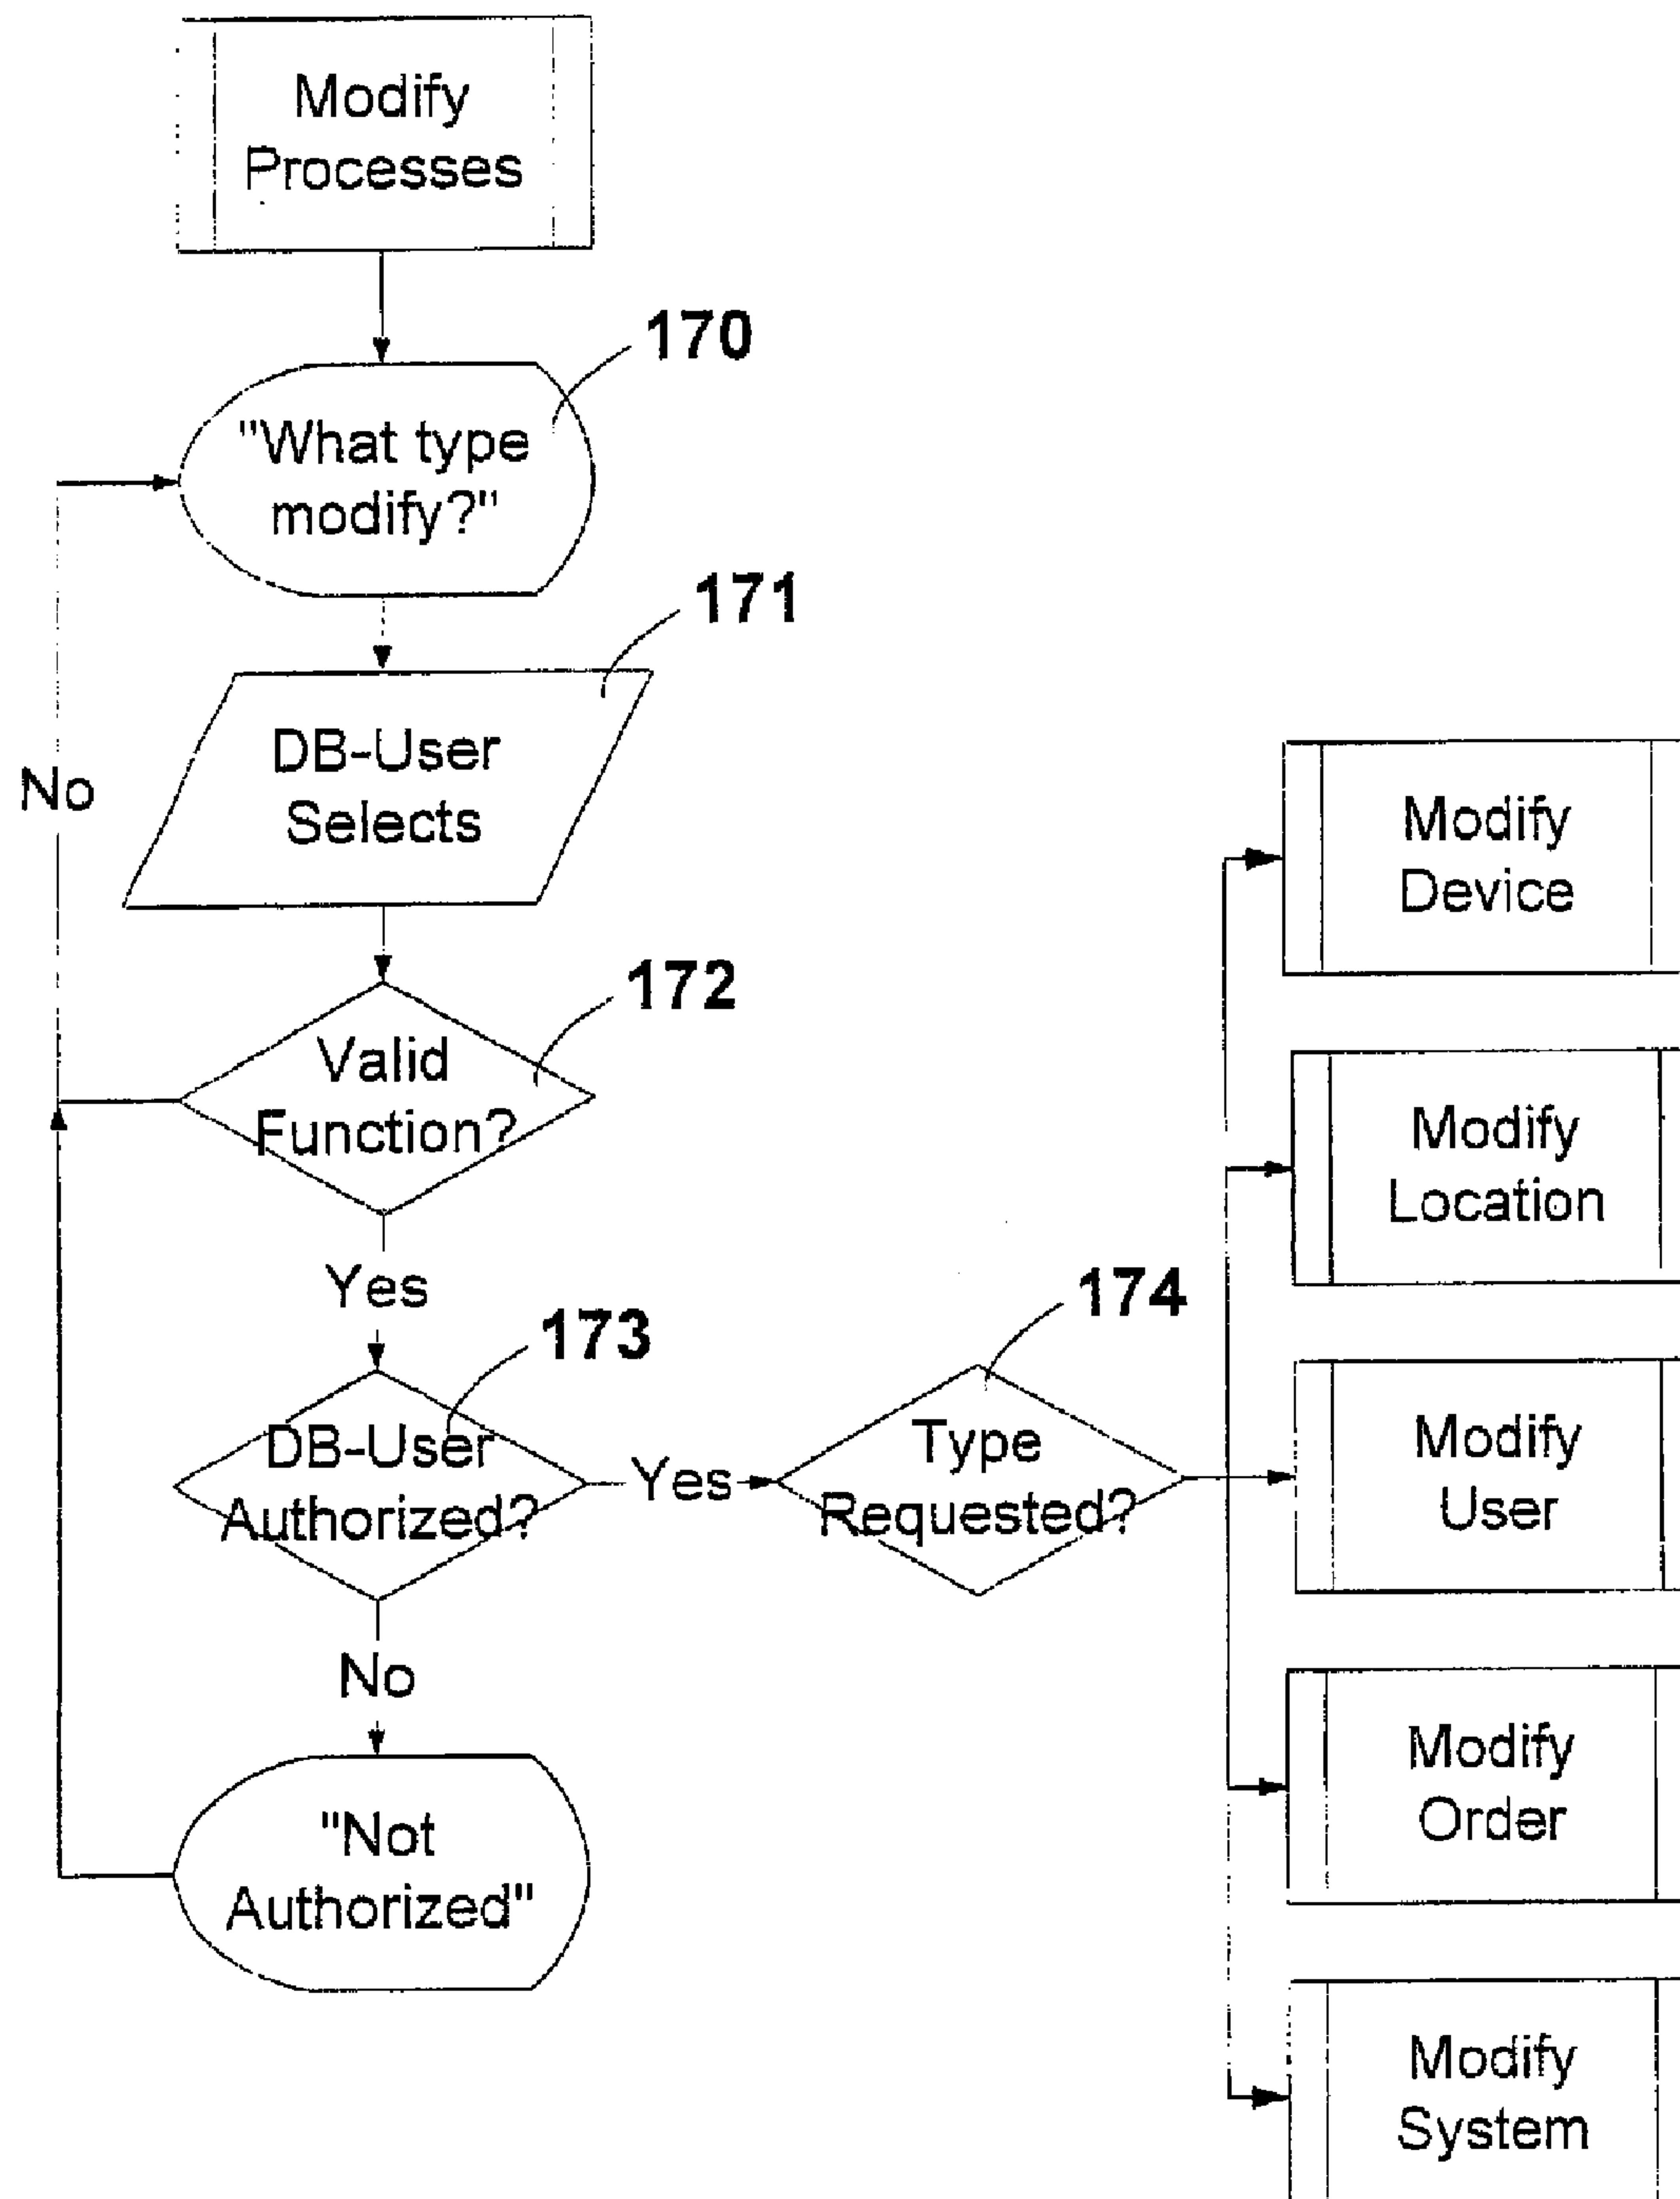 Modify
Processes
170
"What type
modify?"
171
DB-User
Selects
No
172
Valid
Function?
Yes
173
DB-User
Authorized?
Yes
174
Type
Requested?
No
"Not
Authorized"
Modify
Device
Modify
Location
Modify
User
Modify
Order
Modify
System